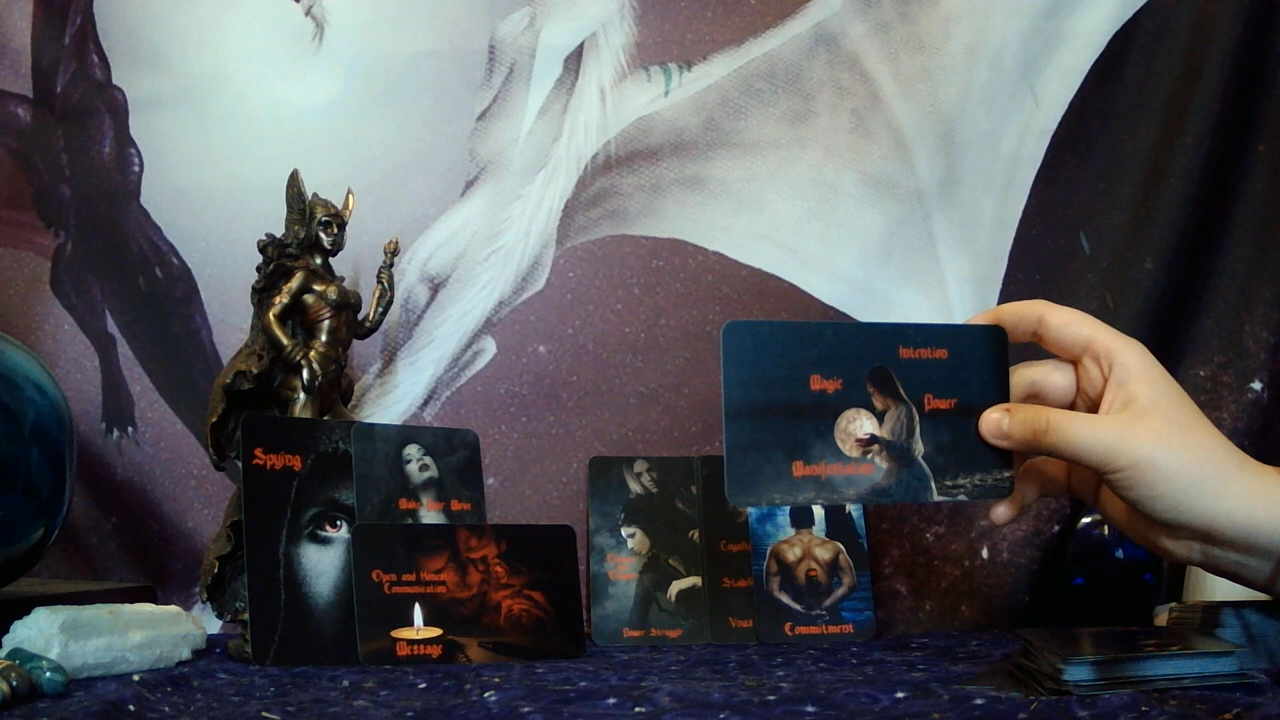 Intention
Magic
Power
Manifestation
Spying
Make Your Move
Open and Honest
Communication
Message
Power Struggle
Commitment